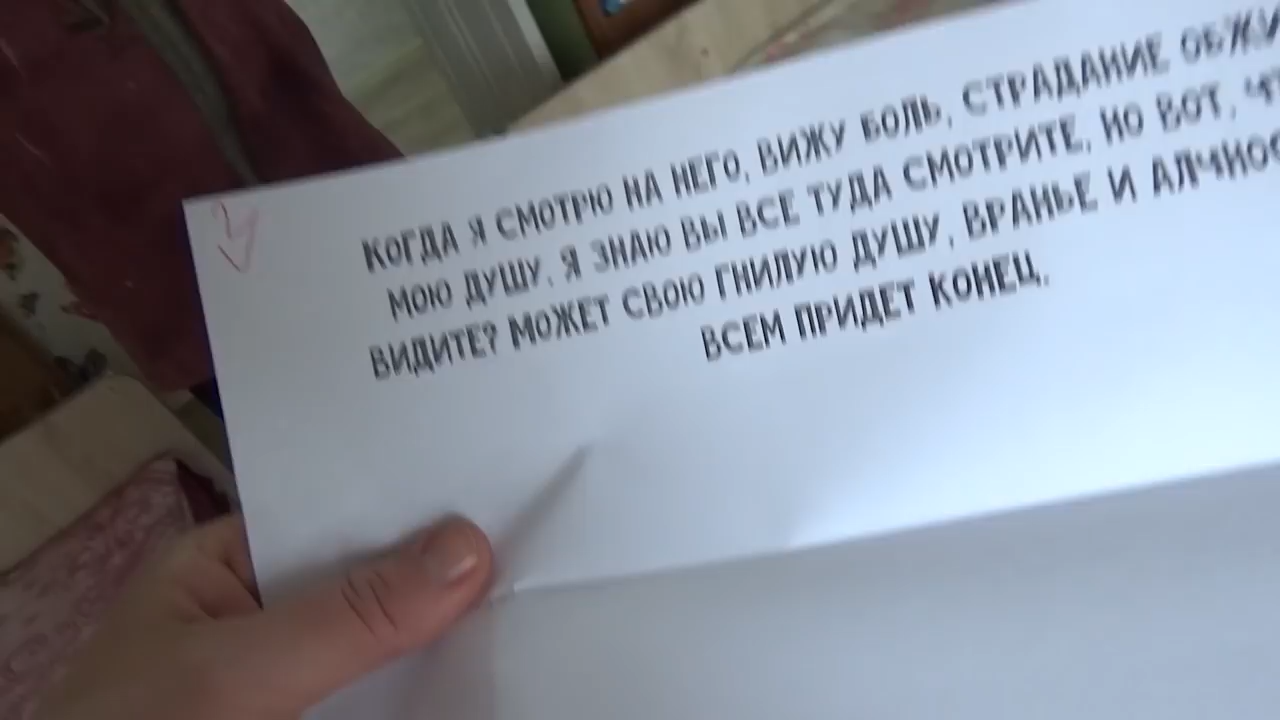 КОГДА Я СМОТРЮ НА НЕГО, ВИЖУ БОЛЬ, СТРАДАНИЕ
МОЮ ДУШУ. Я ЗНАЮ ВЫ ВСЕ ТУДА СМОТРИТЕ, НО ВОТ,
ВИДИТЕ? МОЖЕТ СВОЮ ГНИЛУЮ ДУШУ, ВРАНЬЕ И
ВСЕМ ПРИДЕТ КОНЕЦ.